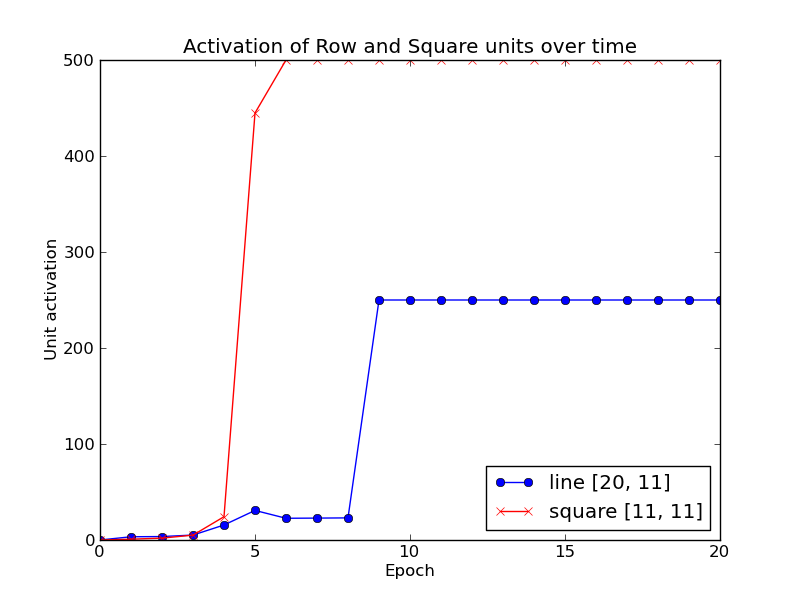 Activation of Row and Square units over time
500
400
300
200
100
0
Unit activation
line [20, 11]
square [11, 11]
0 5 10 15 20
Epoch